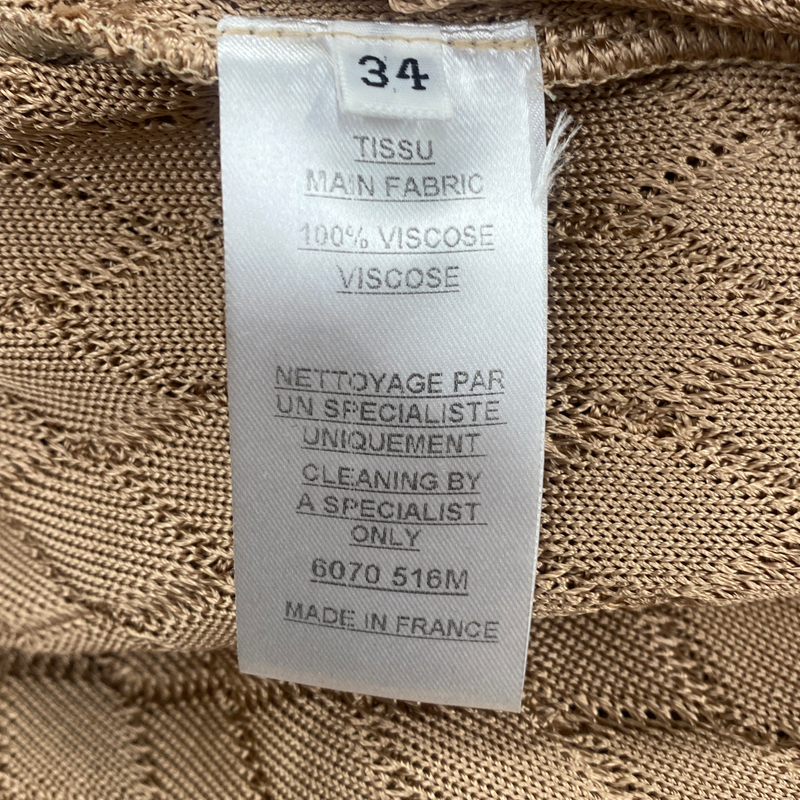 34
TISSU
MAIN FABRIC
100% VISCOSE
VISCOSE
NETTOYAGE PAR
UN SPECIALISTE
UNIQUEMENT
CLEANING BY
A SPECIALIST
ONLY
6070 516M
MADE IN FRANCE